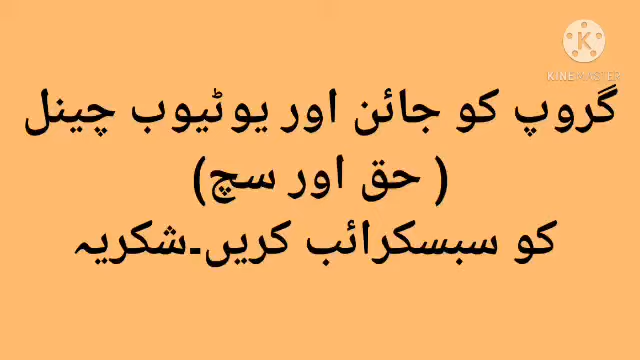 KINEMASTER
گروپ کو جائن اور یوٹیوب چینل
( حق اور سچ)
کو سبسکرائب کریں۔شکریہ